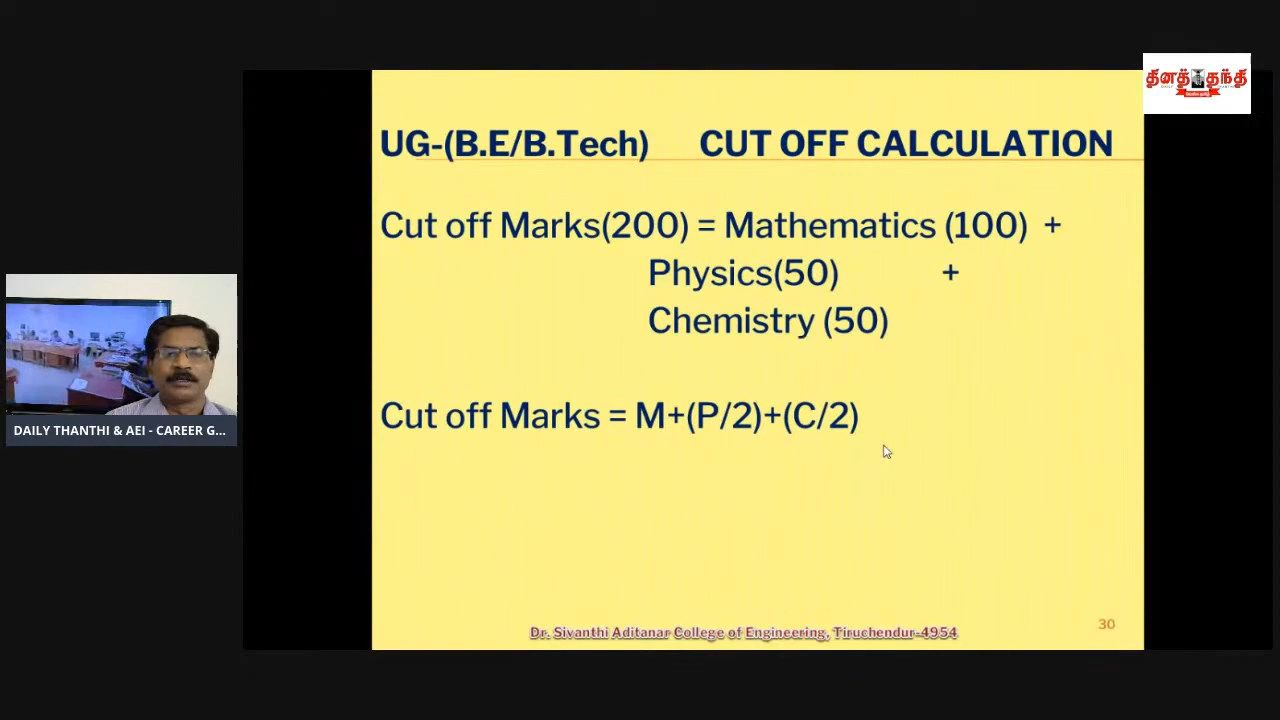 தினத் தந்தி
UG-(B.E/B.Tech) CUT OFF CALCULATION
Cut off Marks(200) = Mathematics (100) +
Physics(50) +
Chemistry (50)
Cut off Marks = M+(P/2)+(C/2)
DAILY THANTHI & AEI - CAREER G...
Dr. Sivanthi Aditanar College of Engineering, Tiruchendur-4954
30